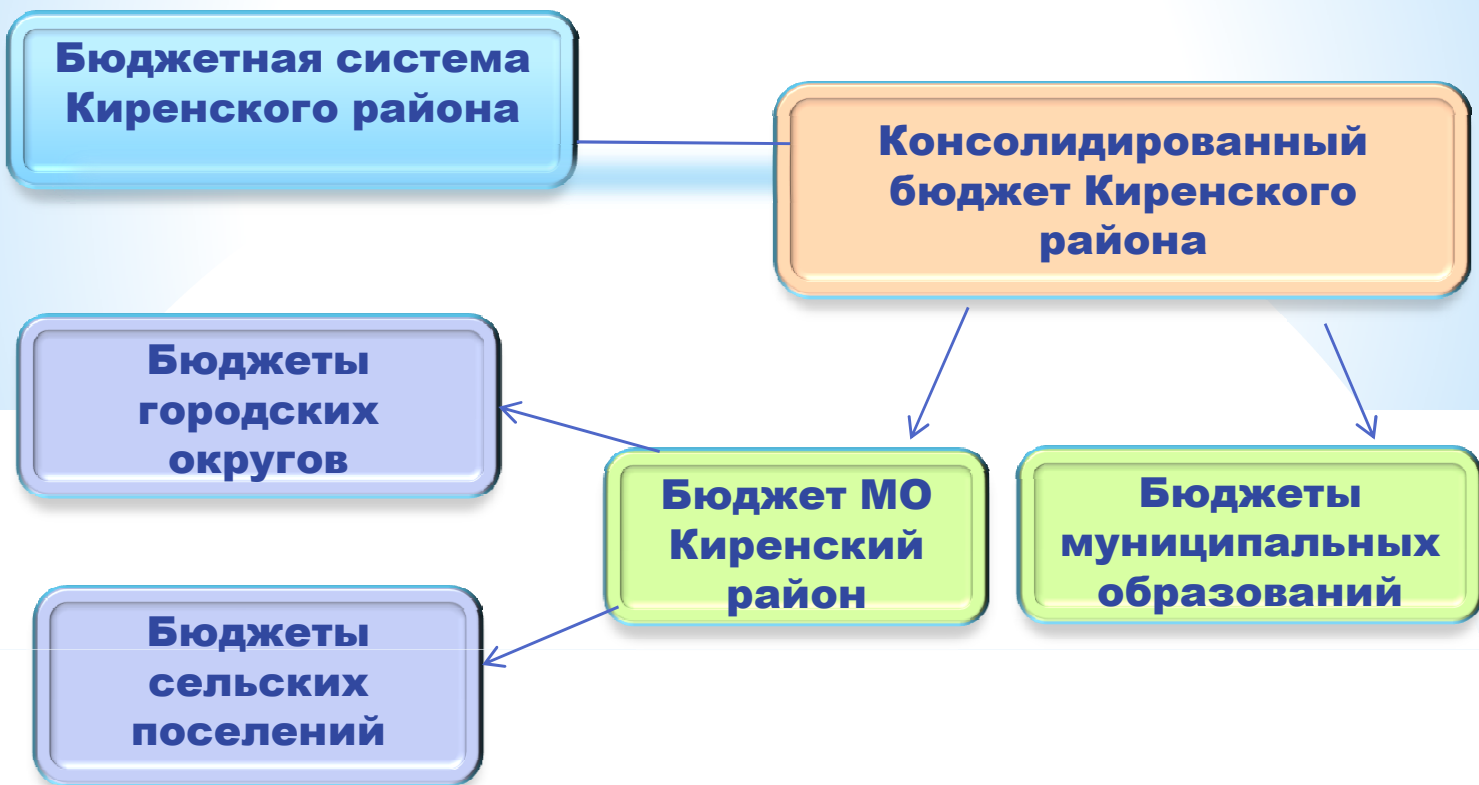 Бюджетная система
Киренского района
Консолидированный
бюджет Киренского
района
Бюджеты
городских
округов
Бюджет МО
Киренский
район
Бюджеты
муниципальных
образований
Бюджеты
сельских
поселений